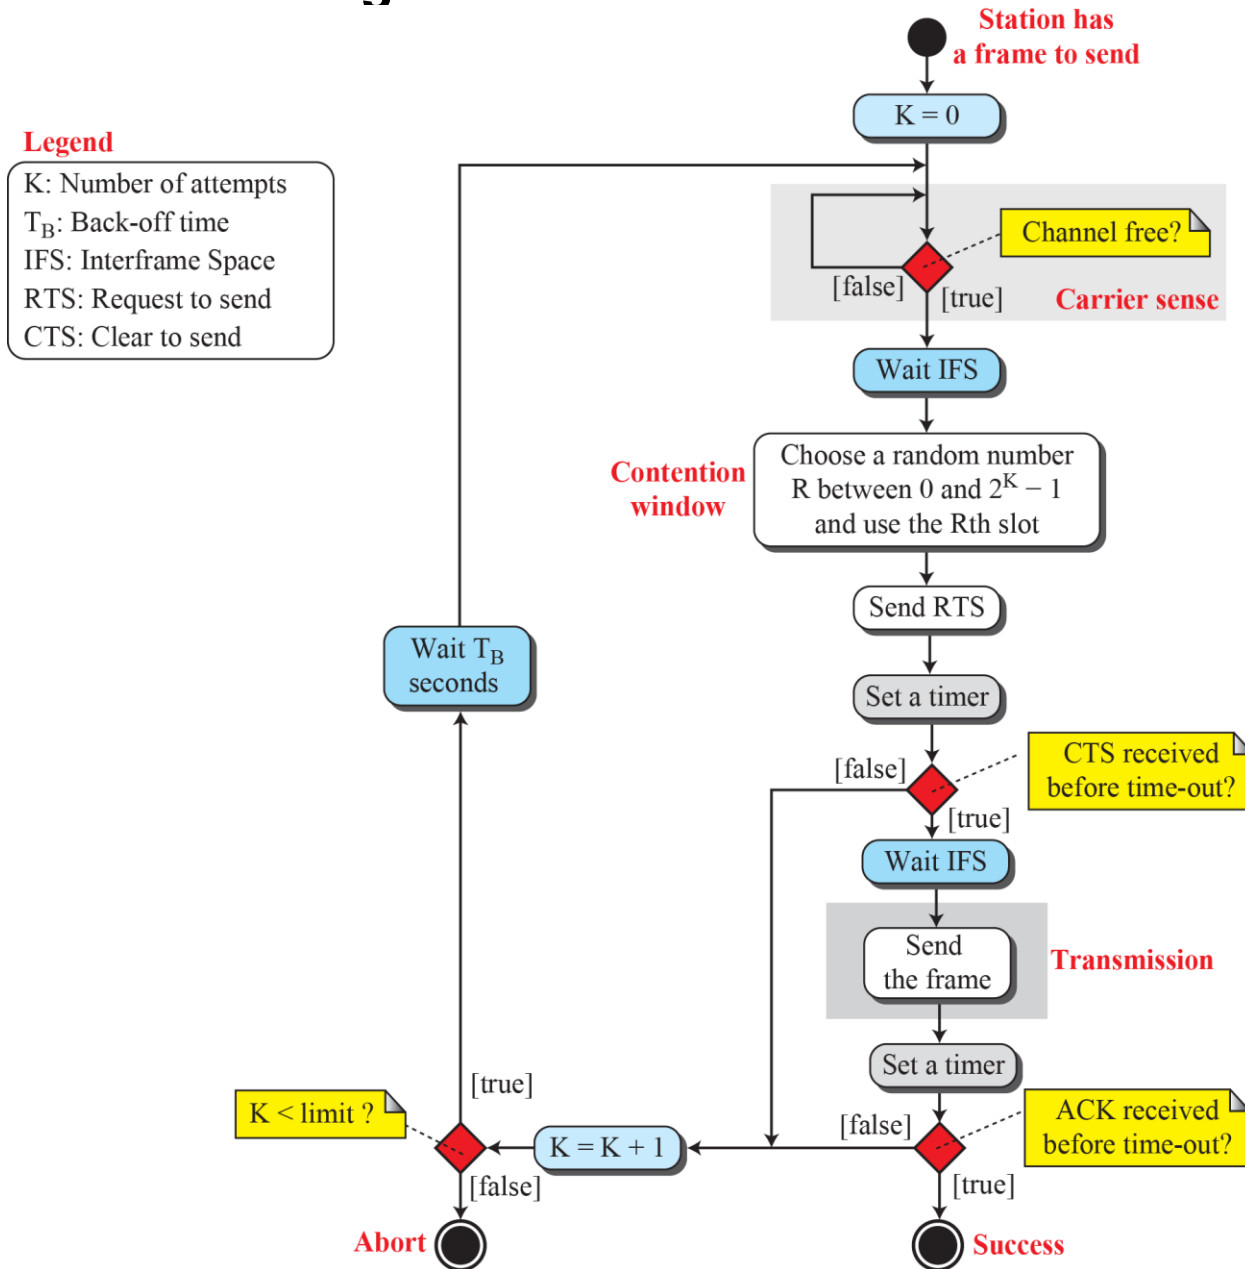 Station has
a frame to send
K = 0
Legend
K: Number of attempts
T_B: Back-off time
IFS: Interframe Space
RTS: Request to send
CTS: Clear to send
Channel free?
[false]
[true]
Carrier sense
Wait IFS
Contention
window
Choose a random number
R between 0 and 2^K − 1
and use the Rth slot
Send RTS
Wait T_B
seconds
Set a timer
[false]
CTS received
before time-out?
[true]
Wait IFS
Send
the frame
Transmission
Set a timer
[true]
K < limit ?
[false]
ACK received
before time-out?
K = K + 1
[false]
[true]
Abort
Success